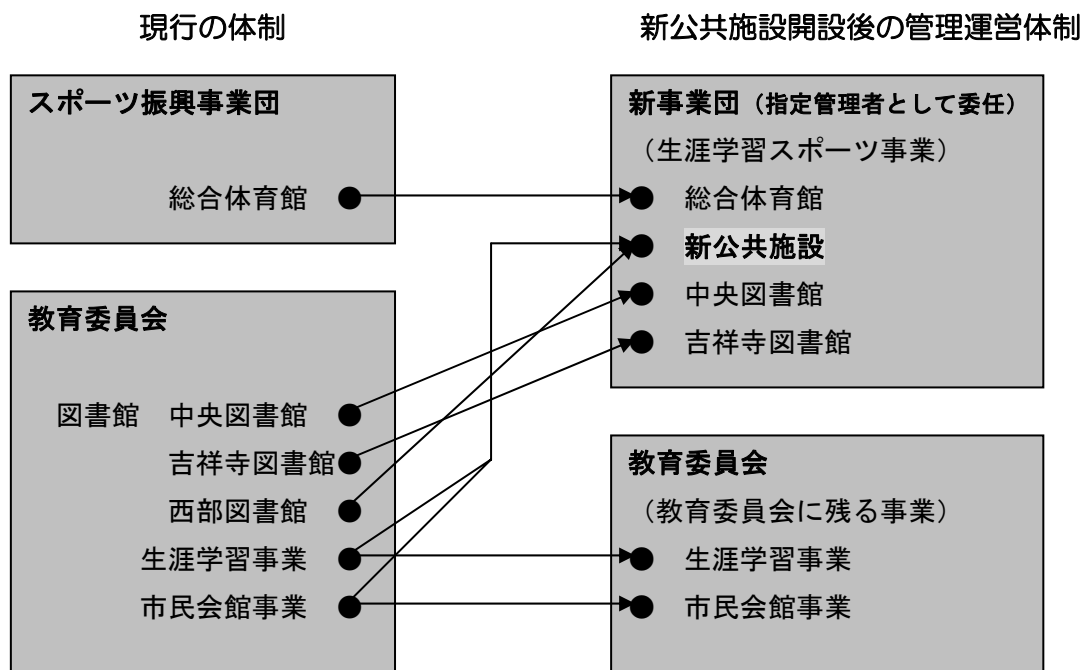 現行の体制
スポーツ振興事業団
総合体育館
教育委員会
図書館　中央図書館
吉祥寺図書館
西部図書館
生涯学習事業
市民会館事業
新公共施設開設後の管理運営体制
新事業団（指定管理者として委任）
（生涯学習スポーツ事業）
総合体育館
新公共施設
中央図書館
吉祥寺図書館
教育委員会
（教育委員会に残る事業）
生涯学習事業
市民会館事業